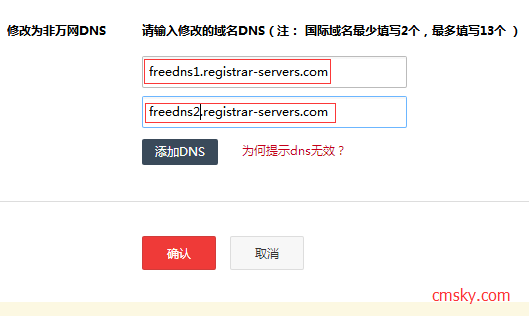 修改为非万网DNS
请输入修改的域名DNS（注： 国际域名最少填写2个，最多填写13个 ）
freedns1.registrar-servers.com
freedns2.registrar-servers.com
添加DNS
为何提示dns无效？
确认
取消
cmsky.com